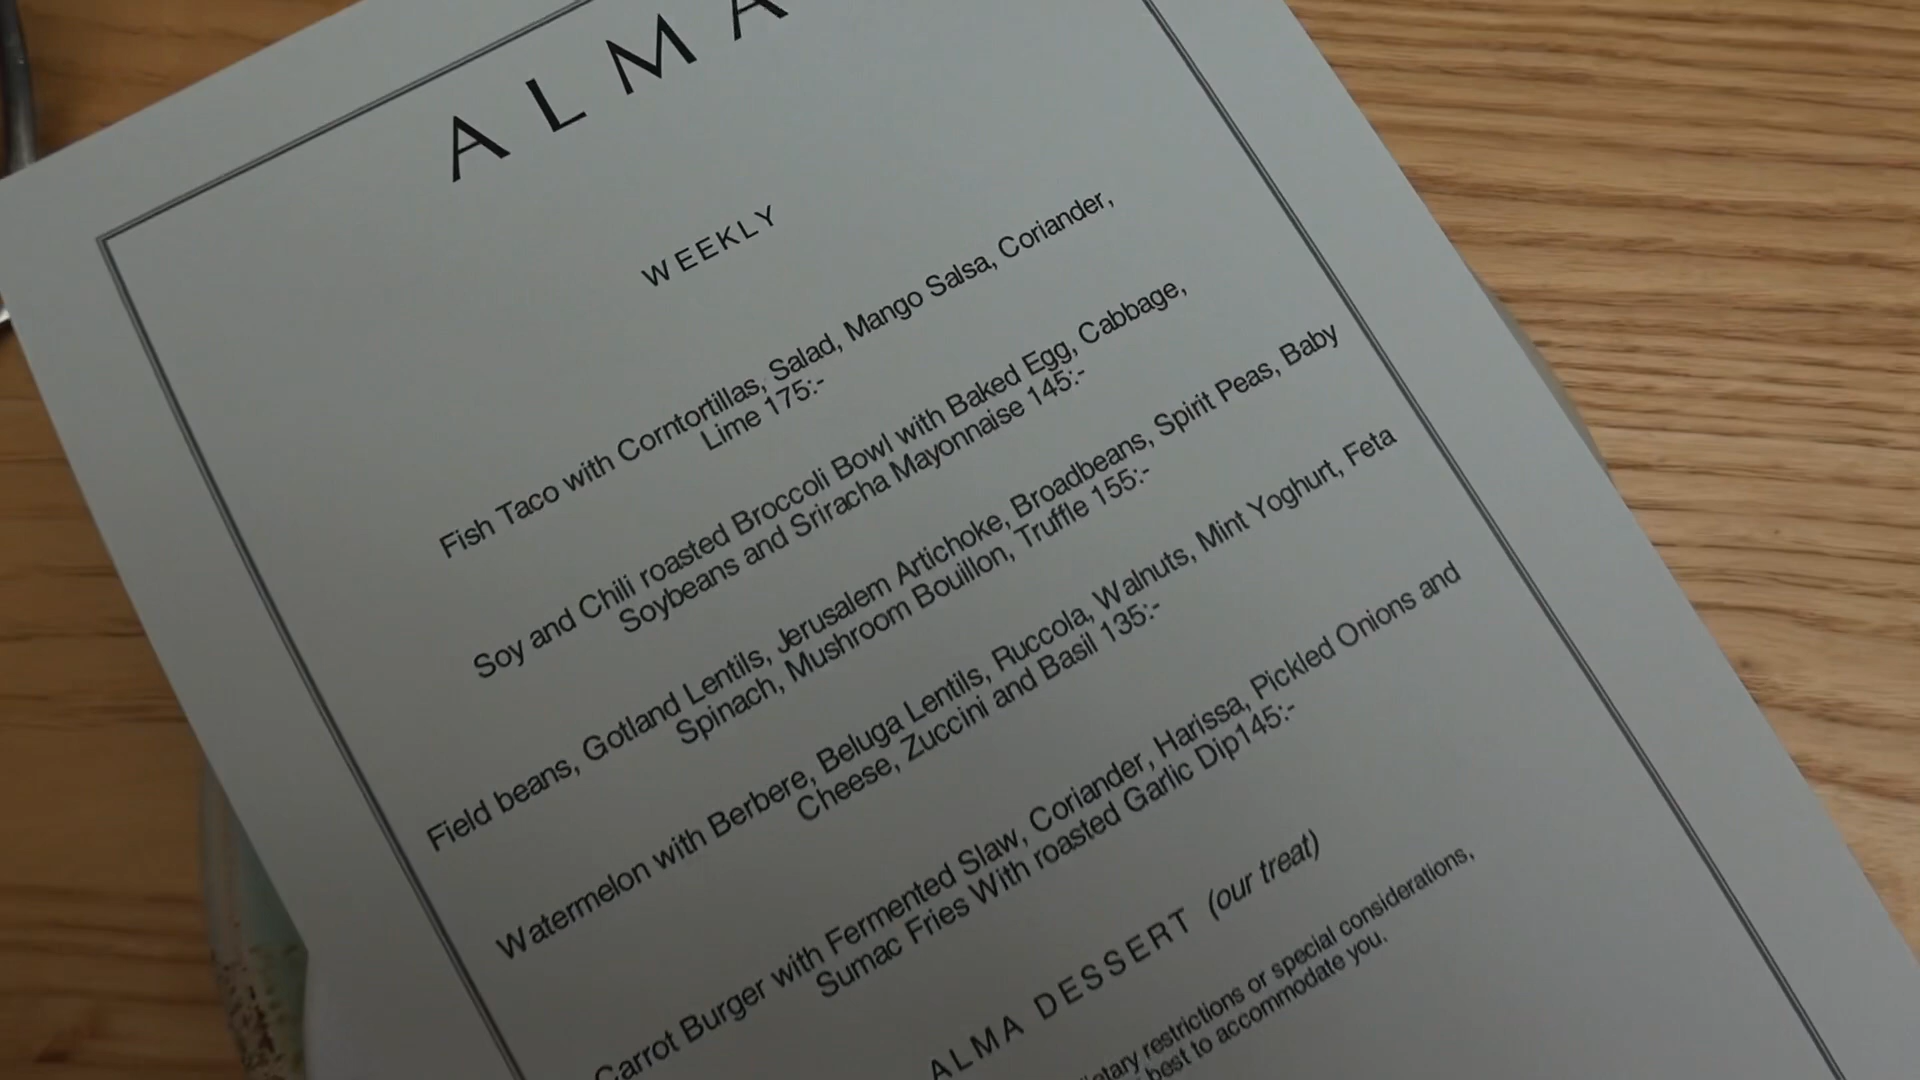 ALMA
WEEKLY
Fish Taco with Corntortillas, Salad, Mango Salsa, Coriander,
Lime 175:-
Soy and Chili roasted Broccoli Bowl with Baked Egg, Cabbage,
Soybeans and Sriracha Mayonnaise 145:-
Field beans, Gotland Lentils, Jerusalem Artichoke, Broadbeans, Spirit Peas, Baby
Spinach, Mushroom Bouillon, Truffle 155:-
Watermelon with Berbere, Beluga Lentils, Ruccola, Walnuts, Mint Yoghurt, Feta
Cheese, Zuccini and Basil 135:-
Carrot Burger with Fermented Slaw, Coriander, Harissa, Pickled Onions and
Sumac Fries With roasted Garlic Dip145:-
ALMA DESSERT (our treat)
restrictions or special considerations,
best to accommodate you.